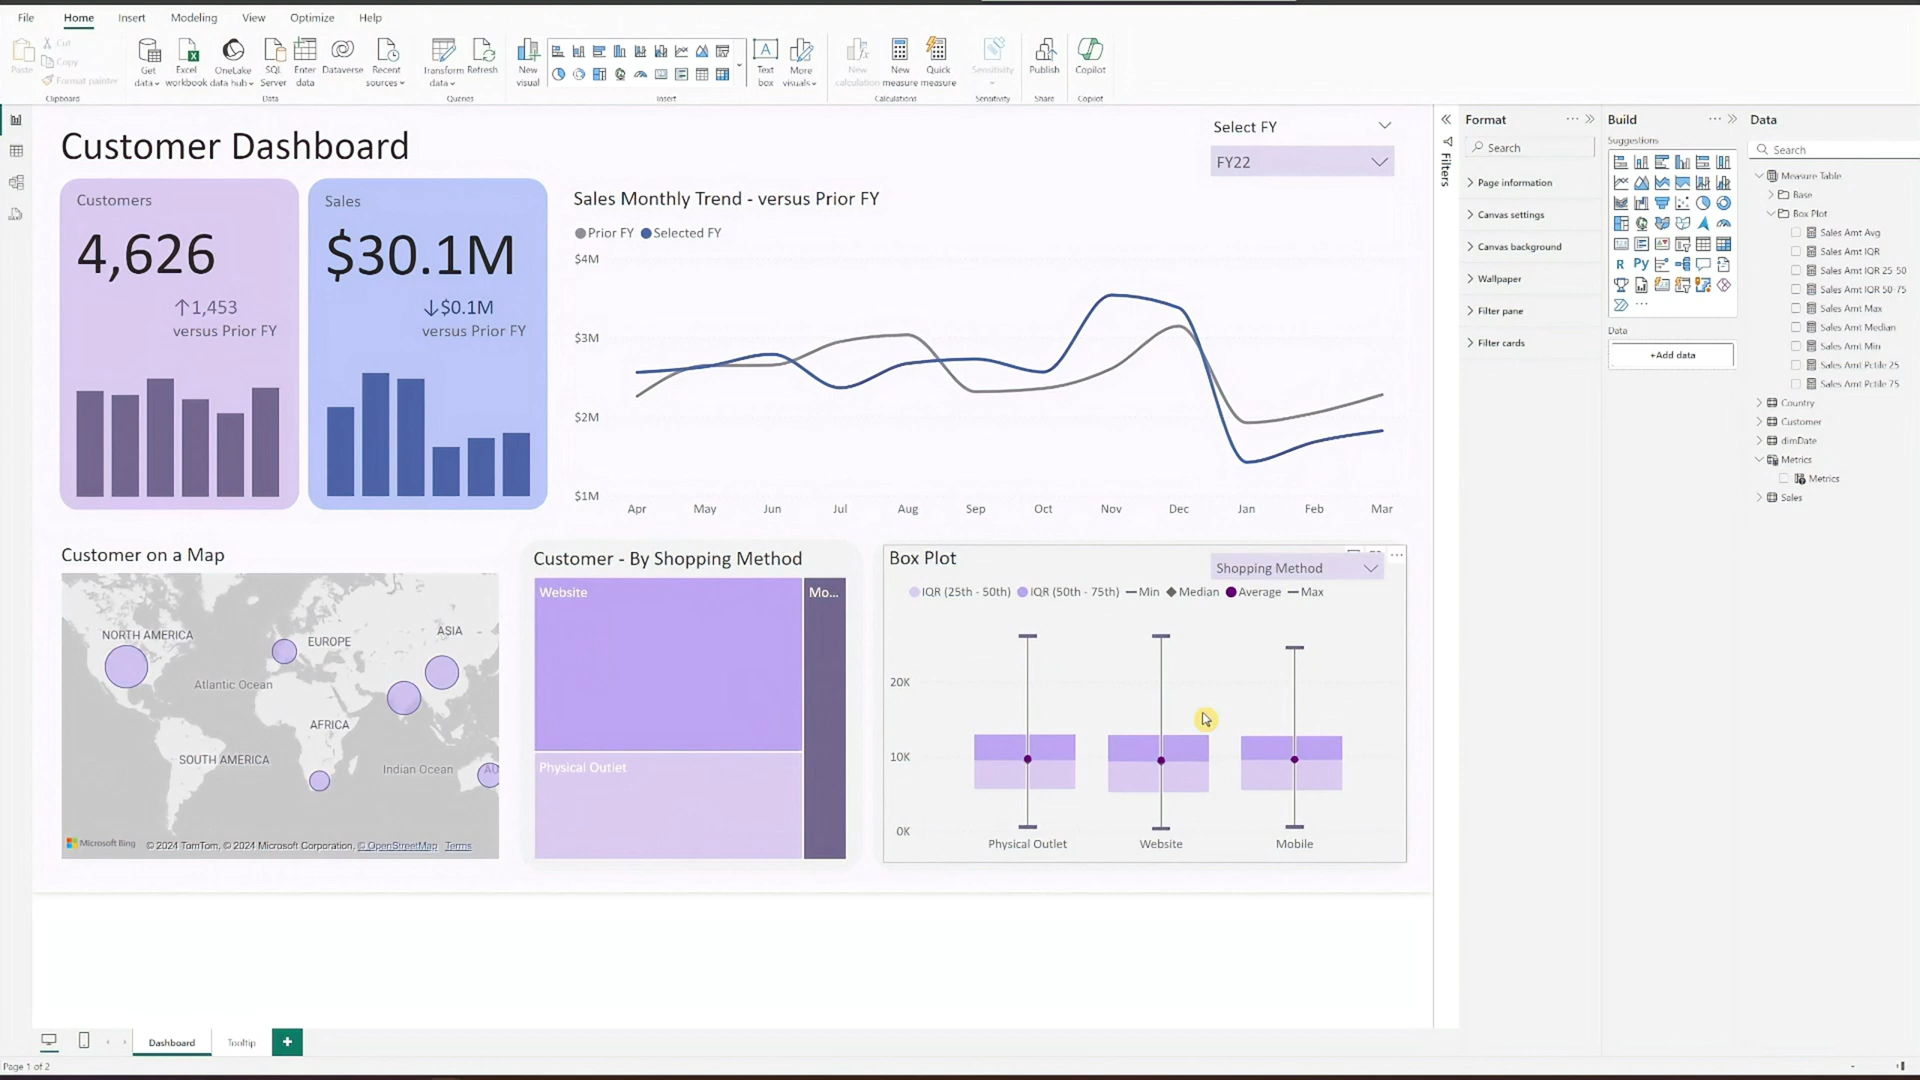 File Home Insert Modeling View Optimize Help
Paste
Cut
Copy
Format painter
Clipboard
Get data
Excel workbook
OneLake data hub
SQL Server
Enter data
Dataverse
Recent sources
Data
Transform data
Refresh
Queries
New visual
Text box
More visuals
Insert
New calculation
New measure
Quick measure
Calculations
Sensitivity
Sensitivity
Publish
Share
Copilot
Copilot
Customer Dashboard
Select FY
FY22
Customers
4,626
↑1,453
versus Prior FY
Sales
$30.1M
↓$0.1M
versus Prior FY
Sales Monthly Trend - versus Prior FY
Prior FY Selected FY
$4M
$3M
$2M
$1M
Apr May Jun Jul Aug Sep Oct Nov Dec Jan Feb Mar
Customer on a Map
NORTH AMERICA
EUROPE
ASIA
Atlantic Ocean
AFRICA
SOUTH AMERICA
Indian Ocean
AU
Microsoft Bing
© 2024 TomTom, © 2024 Microsoft Corporation, © OpenStreetMap Terms
Customer - By Shopping Method
Website
Mo...
Physical Outlet
Box Plot
Shopping Method
IQR (25th - 50th) IQR (50th - 75th) Min Median Average Max
20K
10K
0K
Physical Outlet Website Mobile
Filters
Format
Search
Page information
Canvas settings
Canvas background
Wallpaper
Filter pane
Filter cards
Build
Suggestions
R Py
Data
+Add data
Data
Search
Measure Table
Base
Box Plot
Sales Amt Avg
Sales Amt IQR
Sales Amt IQR 25-50
Sales Amt IQR 50-75
Sales Amt Max
Sales Amt Median
Sales Amt Min
Sales Amt Pctile 25
Sales Amt Pctile 75
Country
Customer
dimDate
Metrics
Metrics
Sales
Dashboard Tooltip +
Page 1 of 2